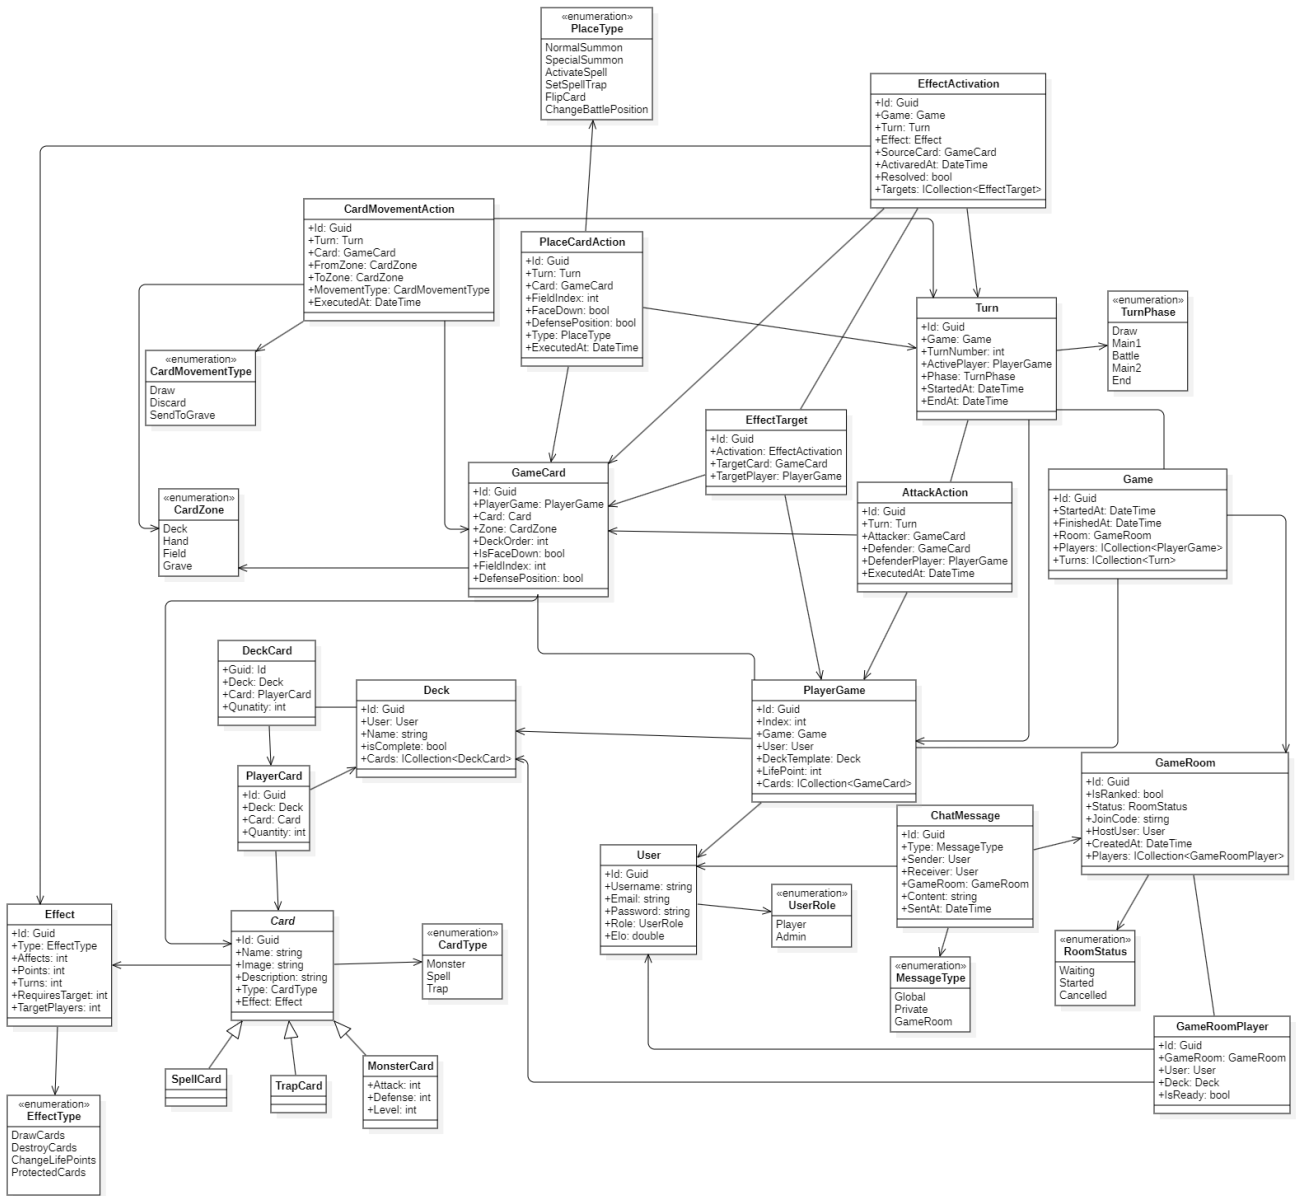 «enumeration»
PlaceType
NormalSummon
SpecialSummon
ActivateSpell
SetSpellTrap
FlipCard
ChangeBattlePosition
EffectActivation
+Id: Guid
+Game: Game
+Turn: Turn
+Effect: Effect
+SourceCard: GameCard
+ActivaredAt: DateTime
+Resolved: bool
+Targets: ICollection<EffectTarget>
CardMovementAction
+Id: Guid
+Turn: Turn
+Card: GameCard
+FromZone: CardZone
+ToZone: CardZone
+MovementType: CardMovementType
+ExecutedAt: DateTime
PlaceCardAction
+Id: Guid
+Turn: Turn
+Card: GameCard
+FieldIndex: int
+FaceDown: bool
+DefensePosition: bool
+Type: PlaceType
+ExecutedAt: DateTime
Turn
+Id: Guid
+Game: Game
+TurnNumber: int
+ActivePlayer: PlayerGame
+Phase: TurnPhase
+StartedAt: DateTime
+EndAt: DateTime
«enumeration»
TurnPhase
Draw
Main1
Battle
Main2
End
«enumeration»
CardMovementType
Draw
Discard
SendToGrave
EffectTarget
+Id: Guid
+Activation: EffectActivation
+TargetCard: GameCard
+TargetPlayer: PlayerGame
GameCard
+Id: Guid
+PlayerGame: PlayerGame
+Card: Card
+Zone: CardZone
+DeckOrder: int
+IsFaceDown: bool
+FieldIndex: int
+DefensePosition: bool
AttackAction
+Id: Guid
+Turn: Turn
+Attacker: GameCard
+Defender: GameCard
+DefenderPlayer: PlayerGame
+ExecutedAt: DateTime
Game
+Id: Guid
+StartedAt: DateTime
+FinishedAt: DateTime
+Room: GameRoom
+Players: ICollection<PlayerGame>
+Turns: ICollection<Turn>
«enumeration»
CardZone
Deck
Hand
Field
Grave
DeckCard
+Guid: Id
+Deck: Deck
+Card: PlayerCard
+Qunatity: int
Deck
+Id: Guid
+User: User
+Name: string
+isComplete: bool
+Cards: ICollection<DeckCard>
PlayerGame
+Id: Guid
+Index: int
+Game: Game
+User: User
+DeckTemplate: Deck
+LifePoint: int
+Cards: ICollection<GameCard>
PlayerCard
+Id: Guid
+Deck: Deck
+Card: Card
+Quantity: int
GameRoom
+Id: Guid
+IsRanked: bool
+Status: RoomStatus
+JoinCode: stirng
+HostUser: User
+CreatedAt: DateTime
+Players: ICollection<GameRoomPlayer>
ChatMessage
+Id: Guid
+Type: MessageType
+Sender: User
+Receiver: User
+GameRoom: GameRoom
+Content: string
+SentAt: DateTime
User
+Id: Guid
+Username: string
+Email: string
+Password: string
+Role: UserRole
+Elo: double
«enumeration»
UserRole
Player
Admin
Effect
+Id: Guid
+Type: EffectType
+Affects: int
+Points: int
+Turns: int
+RequiresTarget: int
+TargetPlayers: int
Card
+Id: Guid
+Name: string
+Image: string
+Description: string
+Type: CardType
+Effect: Effect
«enumeration»
CardType
Monster
Spell
Trap
«enumeration»
MessageType
Global
Private
GameRoom
«enumeration»
RoomStatus
Waiting
Started
Cancelled
GameRoomPlayer
+Id: Guid
+GameRoom: GameRoom
+User: User
+Deck: Deck
+IsReady: bool
SpellCard
TrapCard
MonsterCard
+Attack: int
+Defense: int
+Level: int
«enumeration»
EffectType
DrawCards
DestroyCards
ChangeLifePoints
ProtectedCards